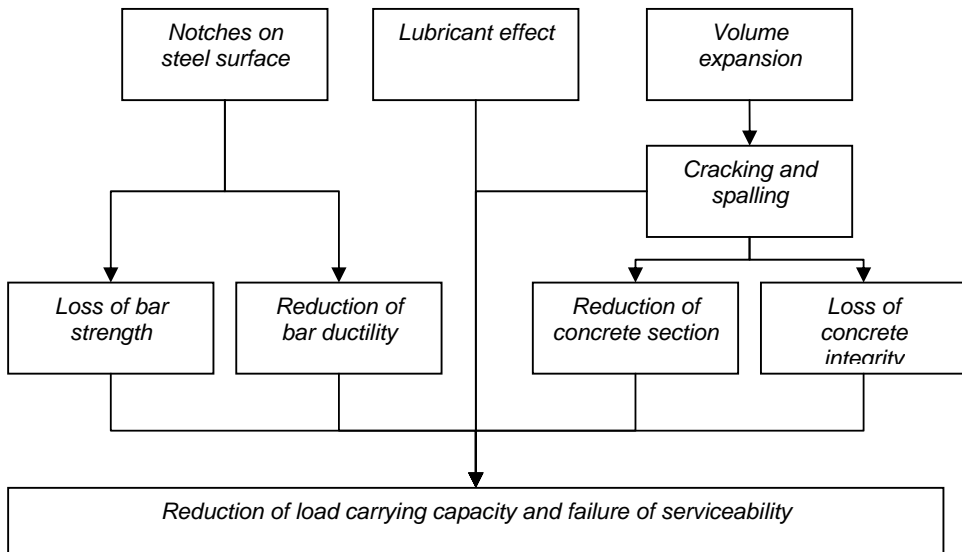 Notches on
steel surface
Lubricant effect
Volume
expansion
Cracking and
spalling
Loss of bar
strength
Reduction of
bar ductility
Reduction of
concrete section
Loss of
concrete
integrity
Reduction of load carrying capacity and failure of serviceability